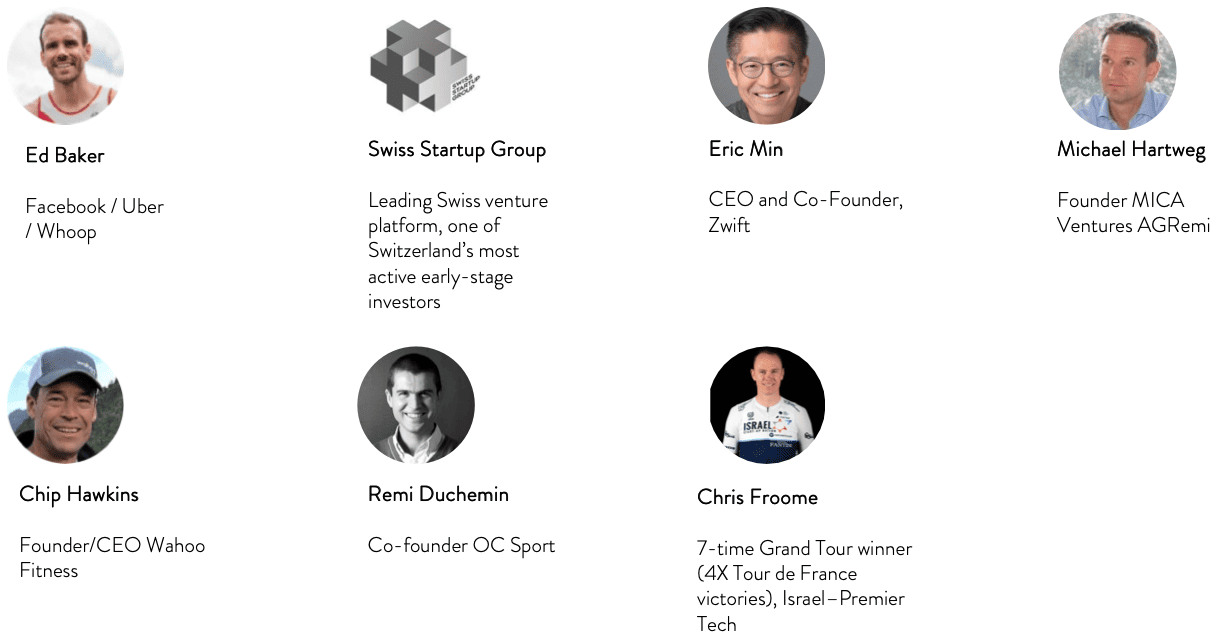 SWISS
STARTUP
GROUP
Ed Baker
Facebook / Uber
/ Whoop
Swiss Startup Group
Leading Swiss venture
platform, one of
Switzerland's most
active early-stage
investors
Eric Min
CEO and Co-Founder,
Zwift
Michael Hartweg
Founder MICA
Ventures AGRemi
Chip Hawkins
Founder/CEO Wahoo
Fitness
Remi Duchemin
Co-founder OC Sport
ISRAEL
Chris Froome
7-time Grand Tour winner
(4X Tour de France
victories), Israel–Premier
Tech